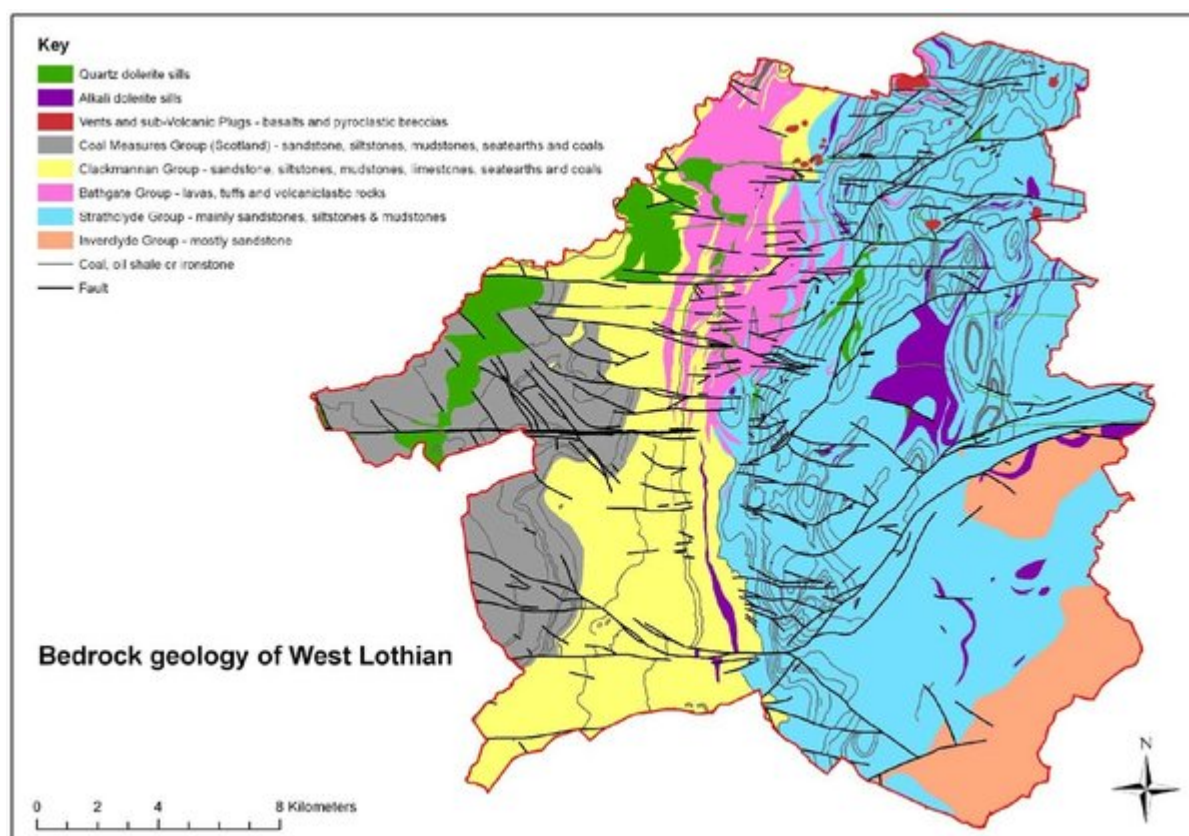 Key
Quartz dolerite sills
Alkali dolerite sills
Vents and sub-Volcanic Plugs - basalts and pyroclastic breccias
Coal Measures Group (Scotland) - sandstone, siltstones, mudstones, seatearths and coals
Clackmannan Group - sandstone, siltstones, mudstones, limestones, seatearths and coals
Bathgate Group - lavas, tuffs and volcaniclastic rocks
Strathclyde Group - mainly sandstones, siltstones & mudstones
Inverclyde Group - mostly sandstone
Coal, oil shale or ironstone
Fault
Bedrock geology of West Lothian
N
0 2 4 8 Kilometers